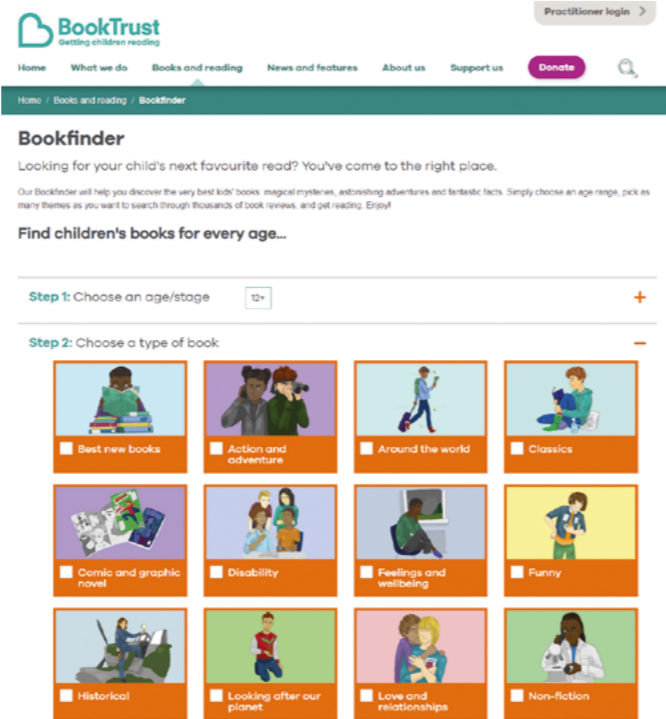 Practitioner login >
BookTrust
Getting children reading
Home What we do Books and reading News and features About us Support us Donate
Home / Books and reading / Bookfinder
Bookfinder
Looking for your child's next favourite read? You've come to the right place.
Our Bookfinder will help you discover the very best kids' books: magical mysteries, astonishing adventures and fantastic facts. Simply choose an age range, pick as
many themes as you want to search through thousands of book reviews, and get reading. Enjoy!
Find children's books for every age...
Step 1: Choose an age/stage 12+ +
Step 2: Choose a type of book −
Best new books
Action and
adventure
Around the world
Classics
Comic and graphic
novel
Disability
Feelings and
wellbeing
Funny
Historical
Looking after our
planet
Love and
relationships
Non-fiction